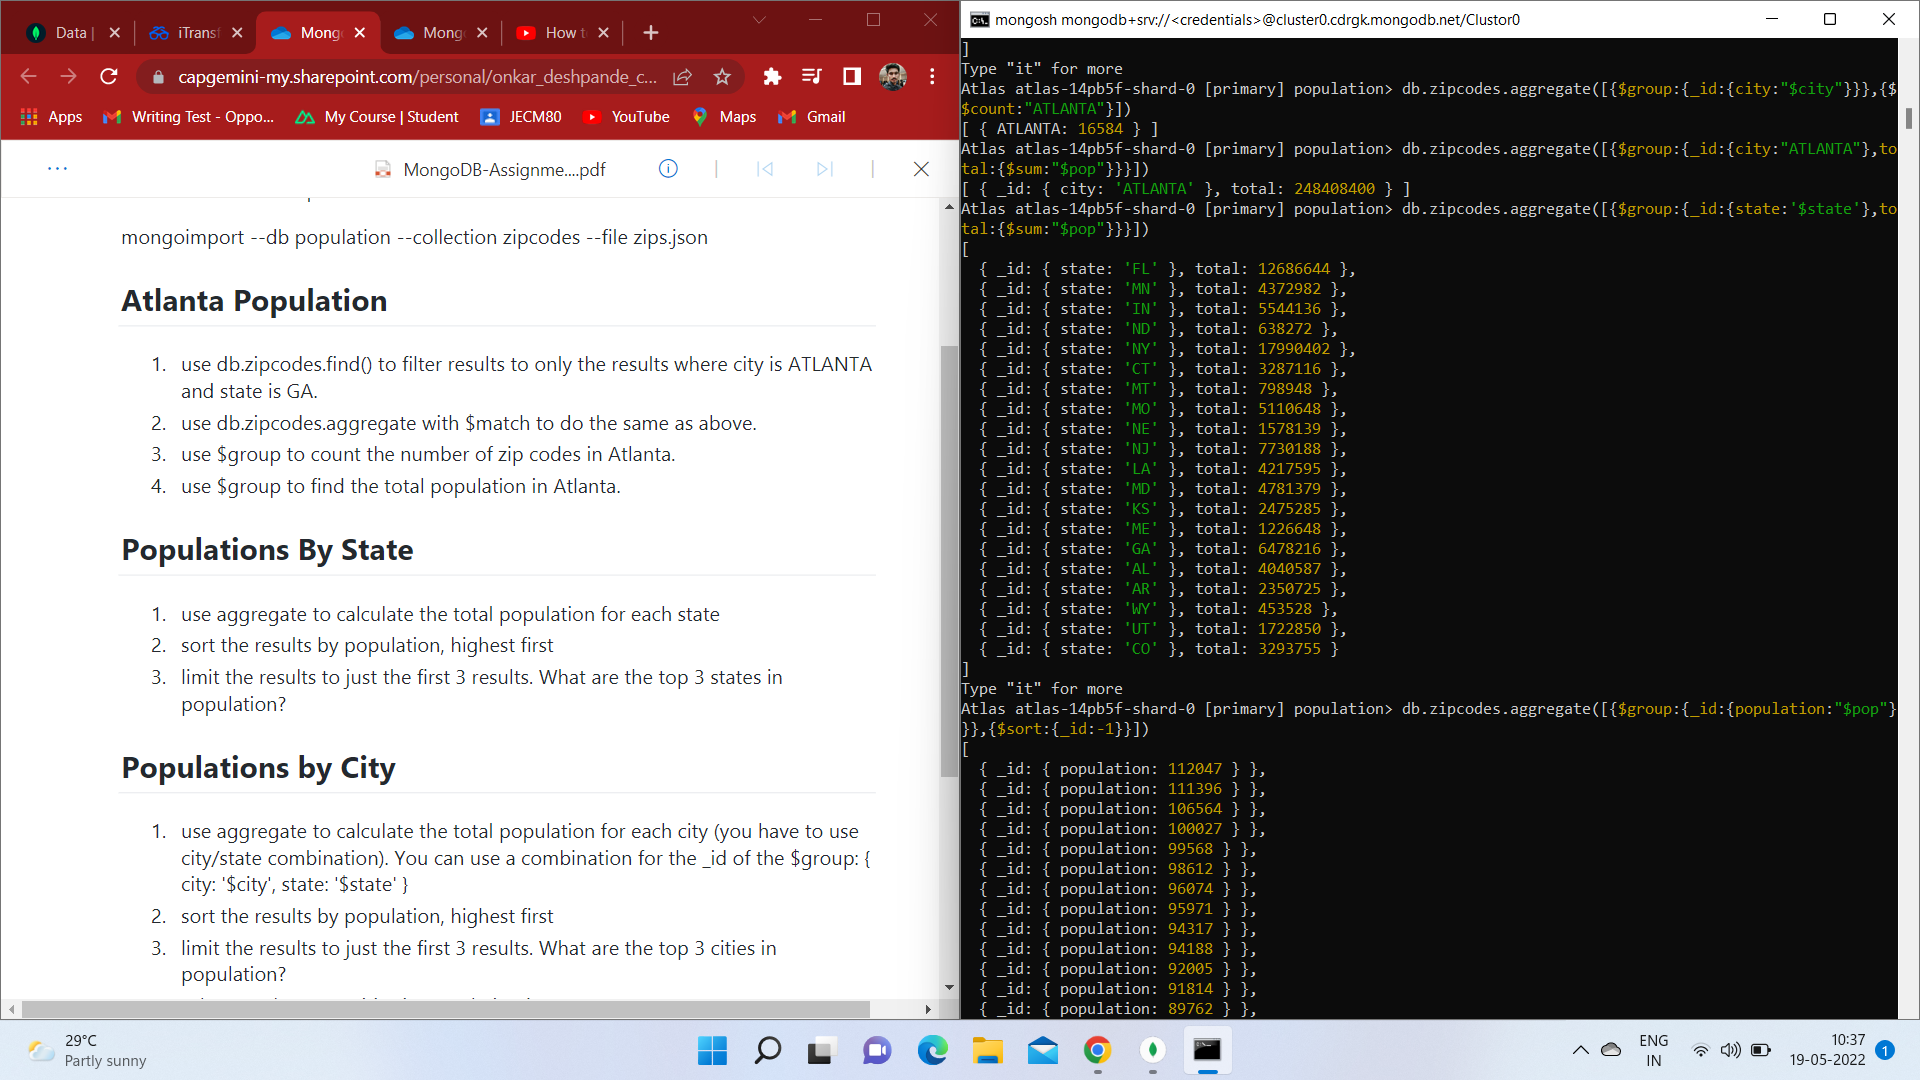 Data |
iTransf
Mong
Mong
How t
capgemini-my.sharepoint.com/personal/onkar_deshpande_c...
Apps
Writing Test - Oppo...
My Course | Student
JECM80
YouTube
Maps
Gmail
MongoDB-Assignme....pdf
mongoimport --db population --collection zipcodes --file zips.json
Atlanta Population
1. use db.zipcodes.find() to filter results to only the results where city is ATLANTA
and state is GA.
2. use db.zipcodes.aggregate with $match to do the same as above.
3. use $group to count the number of zip codes in Atlanta.
4. use $group to find the total population in Atlanta.
Populations By State
1. use aggregate to calculate the total population for each state
2. sort the results by population, highest first
3. limit the results to just the first 3 results. What are the top 3 states in
population?
Populations by City
1. use aggregate to calculate the total population for each city (you have to use
city/state combination). You can use a combination for the _id of the $group: {
city: '$city', state: '$state' }
2. sort the results by population, highest first
3. limit the results to just the first 3 results. What are the top 3 cities in
population?
mongosh mongodb+srv://<credentials>@cluster0.cdrgk.mongodb.net/Clustor0
]
Type "it" for more
Atlas atlas-14pb5f-shard-0 [primary] population> db.zipcodes.aggregate([{$group:{_id:{city:"$city"}}},{$
$count:"ATLANTA"}])
[ { ATLANTA: 16584 } ]
Atlas atlas-14pb5f-shard-0 [primary] population> db.zipcodes.aggregate([{$group:{_id:{city:"ATLANTA"},to
tal:{$sum:"$pop"}}}])
[ { _id: { city: 'ATLANTA' }, total: 248408400 } ]
Atlas atlas-14pb5f-shard-0 [primary] population> db.zipcodes.aggregate([{$group:{_id:{state:'$state'},to
tal:{$sum:"$pop"}}}])
[
{ _id: { state: 'FL' }, total: 12686644 },
{ _id: { state: 'MN' }, total: 4372982 },
{ _id: { state: 'IN' }, total: 5544136 },
{ _id: { state: 'ND' }, total: 638272 },
{ _id: { state: 'NY' }, total: 17990402 },
{ _id: { state: 'CT' }, total: 3287116 },
{ _id: { state: 'MT' }, total: 798948 },
{ _id: { state: 'MO' }, total: 5110648 },
{ _id: { state: 'NE' }, total: 1578139 },
{ _id: { state: 'NJ' }, total: 7730188 },
{ _id: { state: 'LA' }, total: 4217595 },
{ _id: { state: 'MD' }, total: 4781379 },
{ _id: { state: 'KS' }, total: 2475285 },
{ _id: { state: 'ME' }, total: 1226648 },
{ _id: { state: 'GA' }, total: 6478216 },
{ _id: { state: 'AL' }, total: 4040587 },
{ _id: { state: 'AR' }, total: 2350725 },
{ _id: { state: 'WY' }, total: 453528 },
{ _id: { state: 'UT' }, total: 1722850 },
{ _id: { state: 'CO' }, total: 3293755 }
]
Type "it" for more
Atlas atlas-14pb5f-shard-0 [primary] population> db.zipcodes.aggregate([{$group:{_id:{population:"$pop"}
}},{$sort:{_id:-1}}])
[
{ _id: { population: 112047 } },
{ _id: { population: 111396 } },
{ _id: { population: 106564 } },
{ _id: { population: 100027 } },
{ _id: { population: 99568 } },
{ _id: { population: 98612 } },
{ _id: { population: 96074 } },
{ _id: { population: 95971 } },
{ _id: { population: 94317 } },
{ _id: { population: 94188 } },
{ _id: { population: 92005 } },
{ _id: { population: 91814 } },
{ _id: { population: 89762 } },
29°C
Partly sunny
ENG
IN
10:37
19-05-2022
1